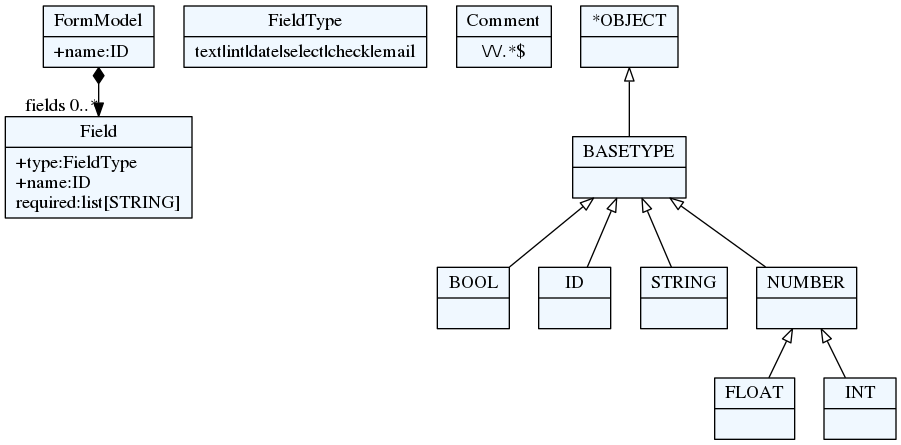 FormModel
+name:ID
FieldType
text|int|date|select|check|email
Comment
\/\/.*$
*OBJECT
fields 0..*
Field
+type:FieldType
+name:ID
required:list[STRING]
BASETYPE
BOOL
ID
STRING
NUMBER
FLOAT
INT